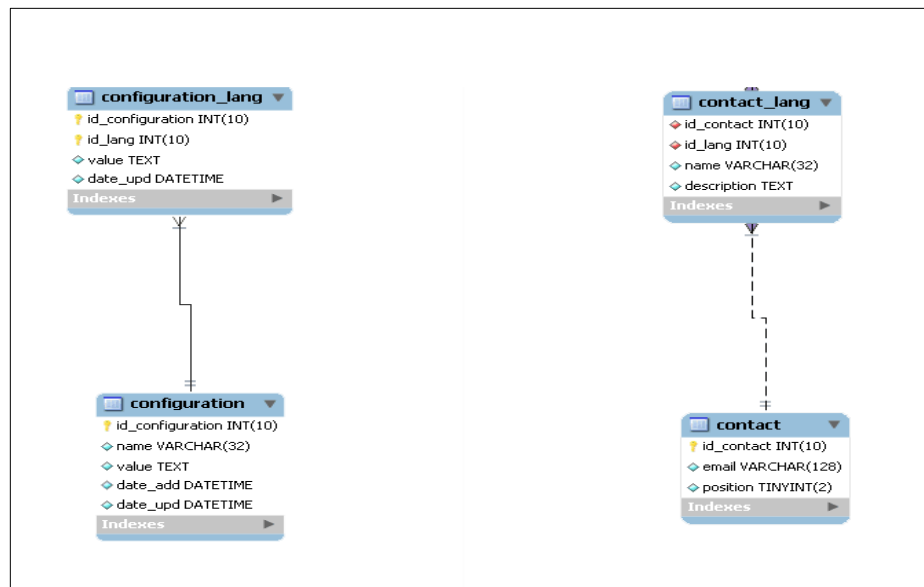 configuration_lang
id_configuration INT(10)
id_lang INT(10)
value TEXT
date_upd DATETIME
Indexes
contact_lang
id_contact INT(10)
id_lang INT(10)
name VARCHAR(32)
description TEXT
Indexes
configuration
id_configuration INT(10)
name VARCHAR(32)
value TEXT
date_add DATETIME
date_upd DATETIME
Indexes
contact
id_contact INT(10)
email VARCHAR(128)
position TINYINT(2)
Indexes